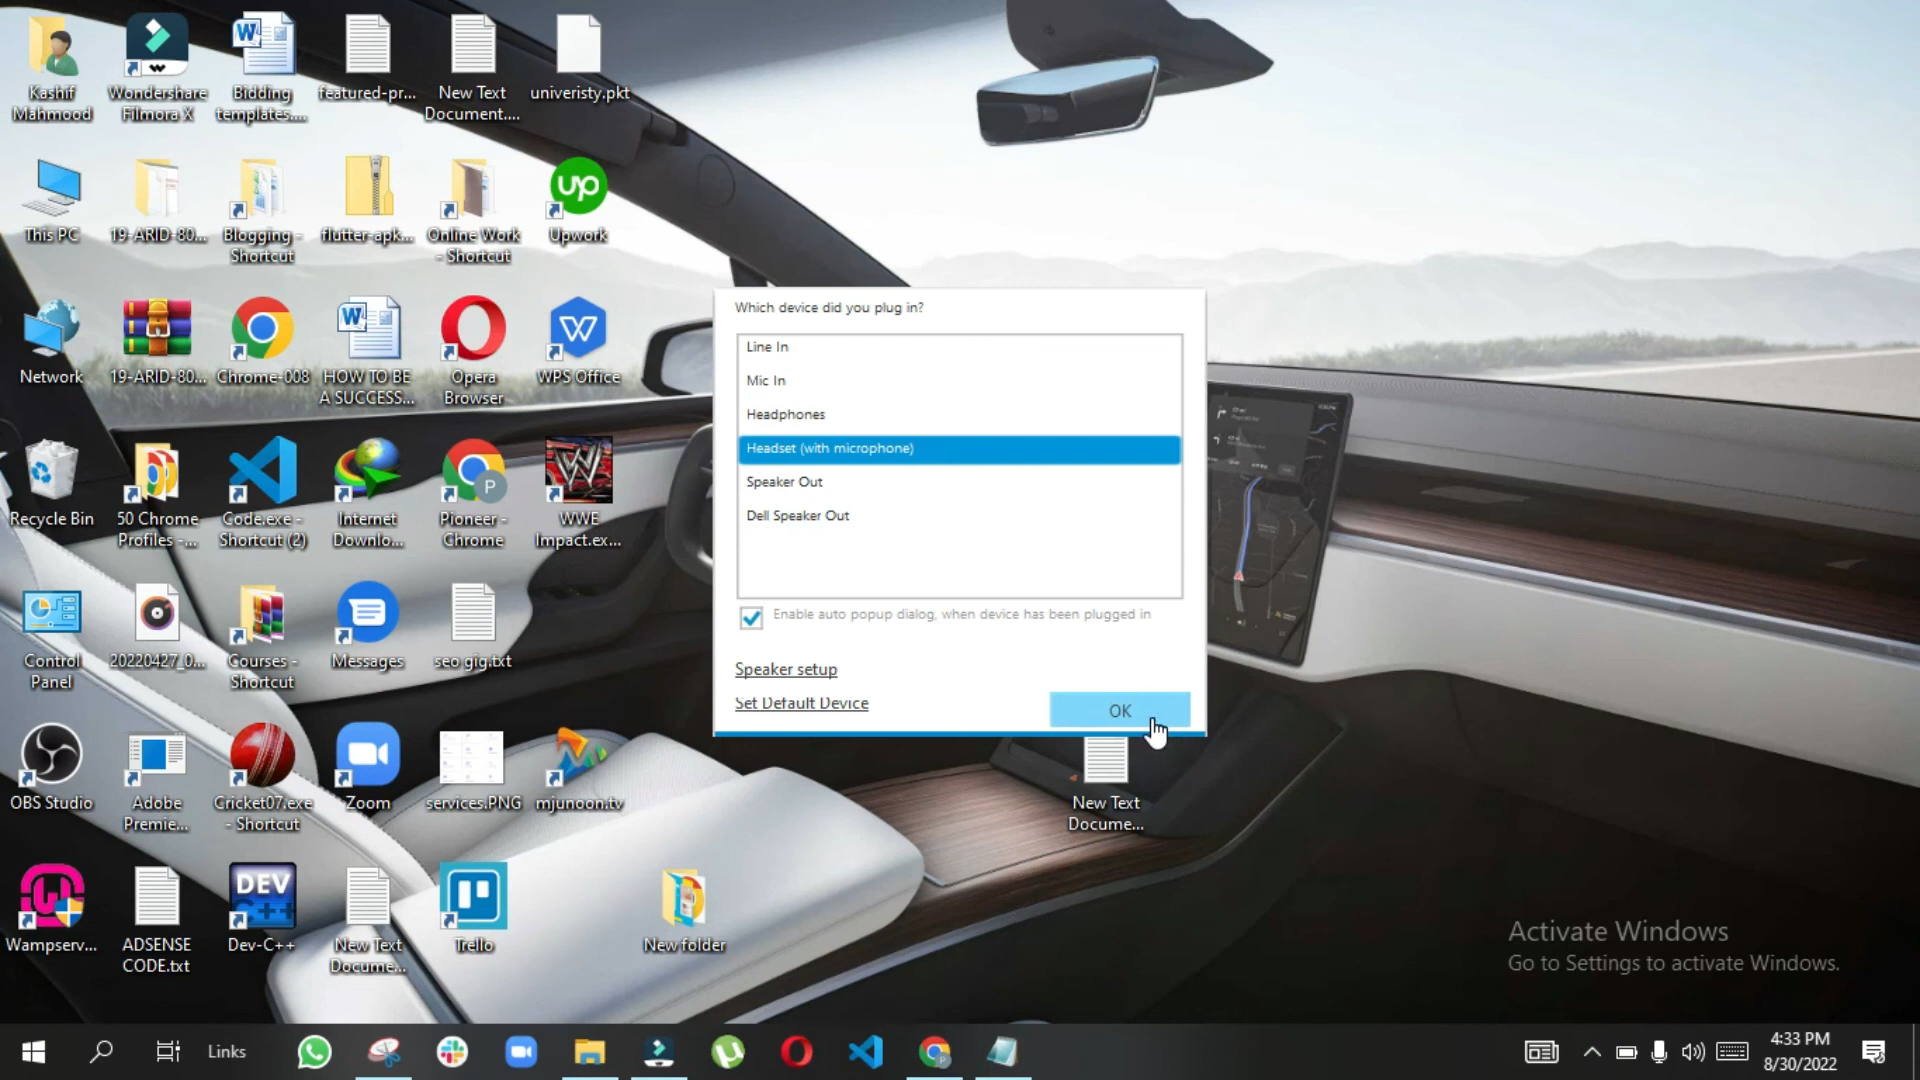 Kashif
Mahmood
Wondershare
Filmora X
Bidding
templates....
featured-pr...
New Text
Document....
univeristy.pkt
This PC
19-ARID-80...
Blogging -
Shortcut
flutter-apk...
Online Work
- Shortcut
up
Upwork
Network
19-ARID-80...
Chrome-008
HOW TO BE
A SUCCESS...
Opera
Browser
WPS Office
Recycle Bin
50 Chrome
Profiles -...
Code.exe -
Shortcut (2)
Internet
Downlo...
P
Pioneer -
Chrome
WWE
Impact.ex...
Control
Panel
20220427_0...
Courses -
Shortcut
Messages
seo gig.txt
OBS Studio
Adobe
Premie...
Cricket07.exe
- Shortcut
Zoom
services.PNG
mjunoon.tv
Wampserv...
ADSENSE
CODE.txt
DEV
C++
Dev-C++
New Text
Docume...
Trello
New folder
New Text
Docume...
Which device did you plug in?
Line In
Mic In
Headphones
Headset (with microphone)
Speaker Out
Dell Speaker Out
Enable auto popup dialog, when device has been plugged in
Speaker setup
Set Default Device
OK
Activate Windows
Go to Settings to activate Windows.
Links
4:33 PM
8/30/2022